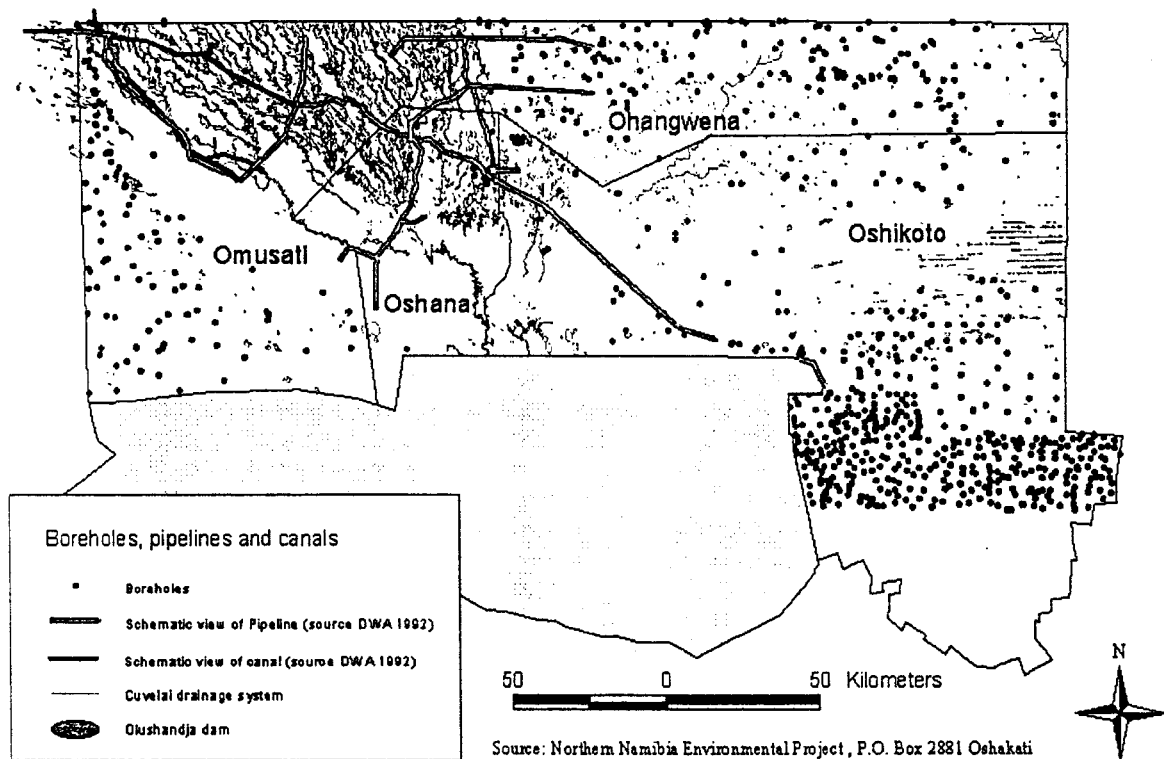 Ohangwena
Oshikoto
Omusati
Oshana
Boreholes, pipelines and canals
Boreholes
Schematic view of Pipeline (source DWA 1992)
Schematic view of canal (source DWA 1992)
Cuvelai drainage system
Olushandja dam
50 0 50 Kilometers
N
Source: Northern Namibia Environmental Project , P.O. Box 2881 Oshakati